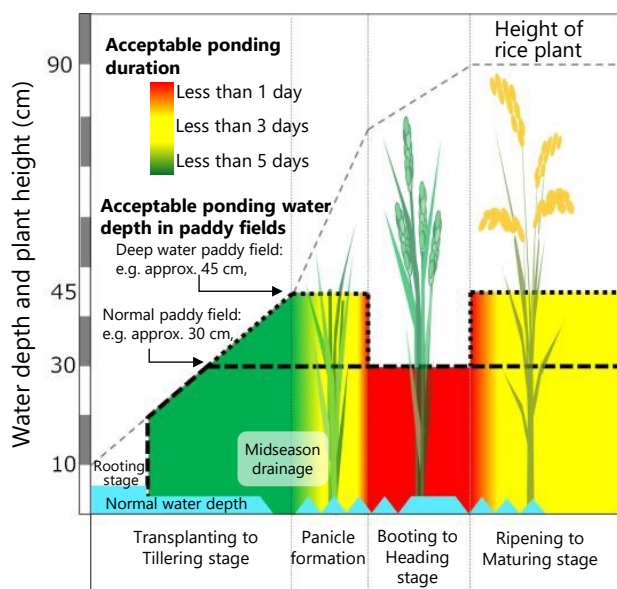 Water depth and plant height (cm)
90
45
30
10
Acceptable ponding
duration
Less than 1 day
Less than 3 days
Less than 5 days
Height of
rice plant
Acceptable ponding water
depth in paddy fields
Deep water paddy field:
e.g. approx. 45 cm,
Normal paddy field:
e.g. approx. 30 cm,
Rooting
stage
Midseason
drainage
Normal water depth
Transplanting to
Tillering stage
Panicle
formation
Booting to
Heading
stage
Ripening to
Maturing stage